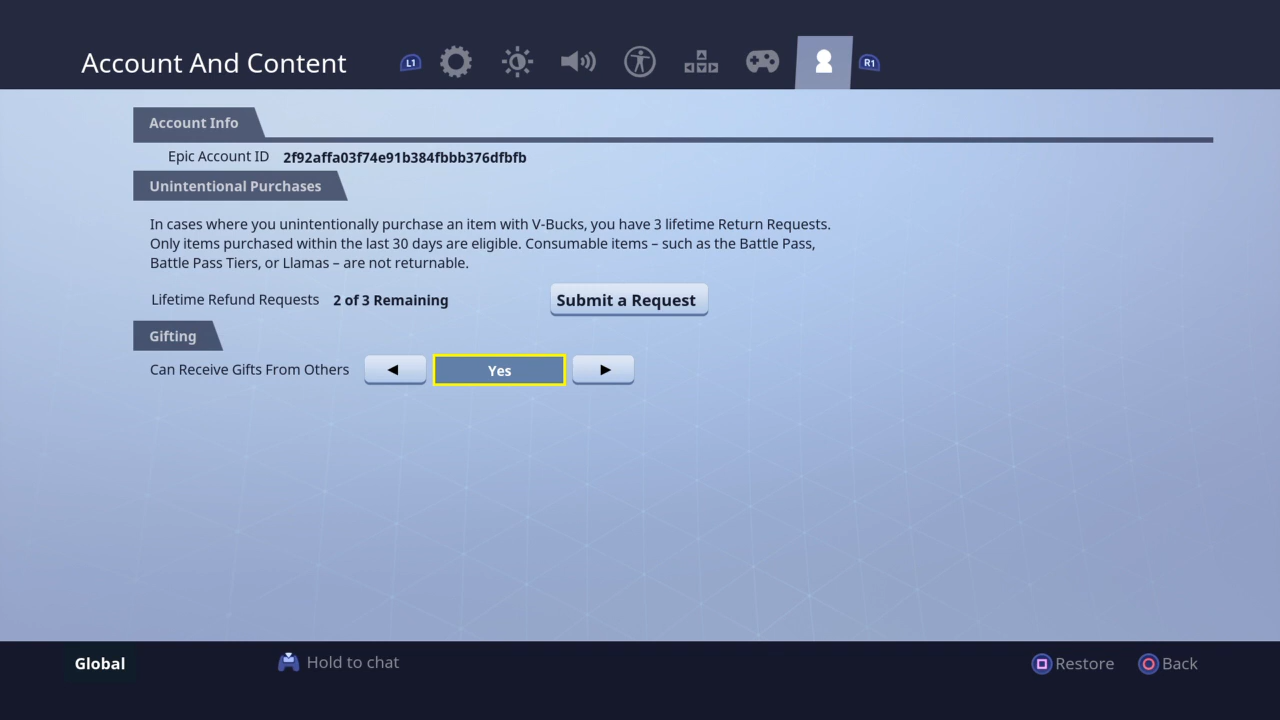 Account And Content
L1
R1
Account Info
Epic Account ID 2f92affa03f74e91b384fbbb376dfbfb
Unintentional Purchases
In cases where you unintentionally purchase an item with V-Bucks, you have 3 lifetime Return Requests.
Only items purchased within the last 30 days are eligible. Consumable items – such as the Battle Pass,
Battle Pass Tiers, or Llamas – are not returnable.
Lifetime Refund Requests 2 of 3 Remaining Submit a Request
Gifting
Can Receive Gifts From Others Yes
Global Hold to chat Restore Back